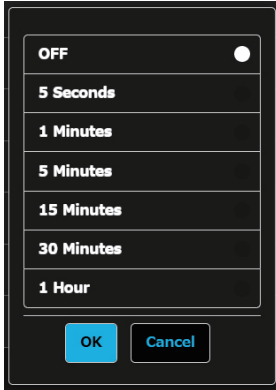 OFF
5 Seconds
1 Minutes
5 Minutes
15 Minutes
30 Minutes
1 Hour
OK Cancel